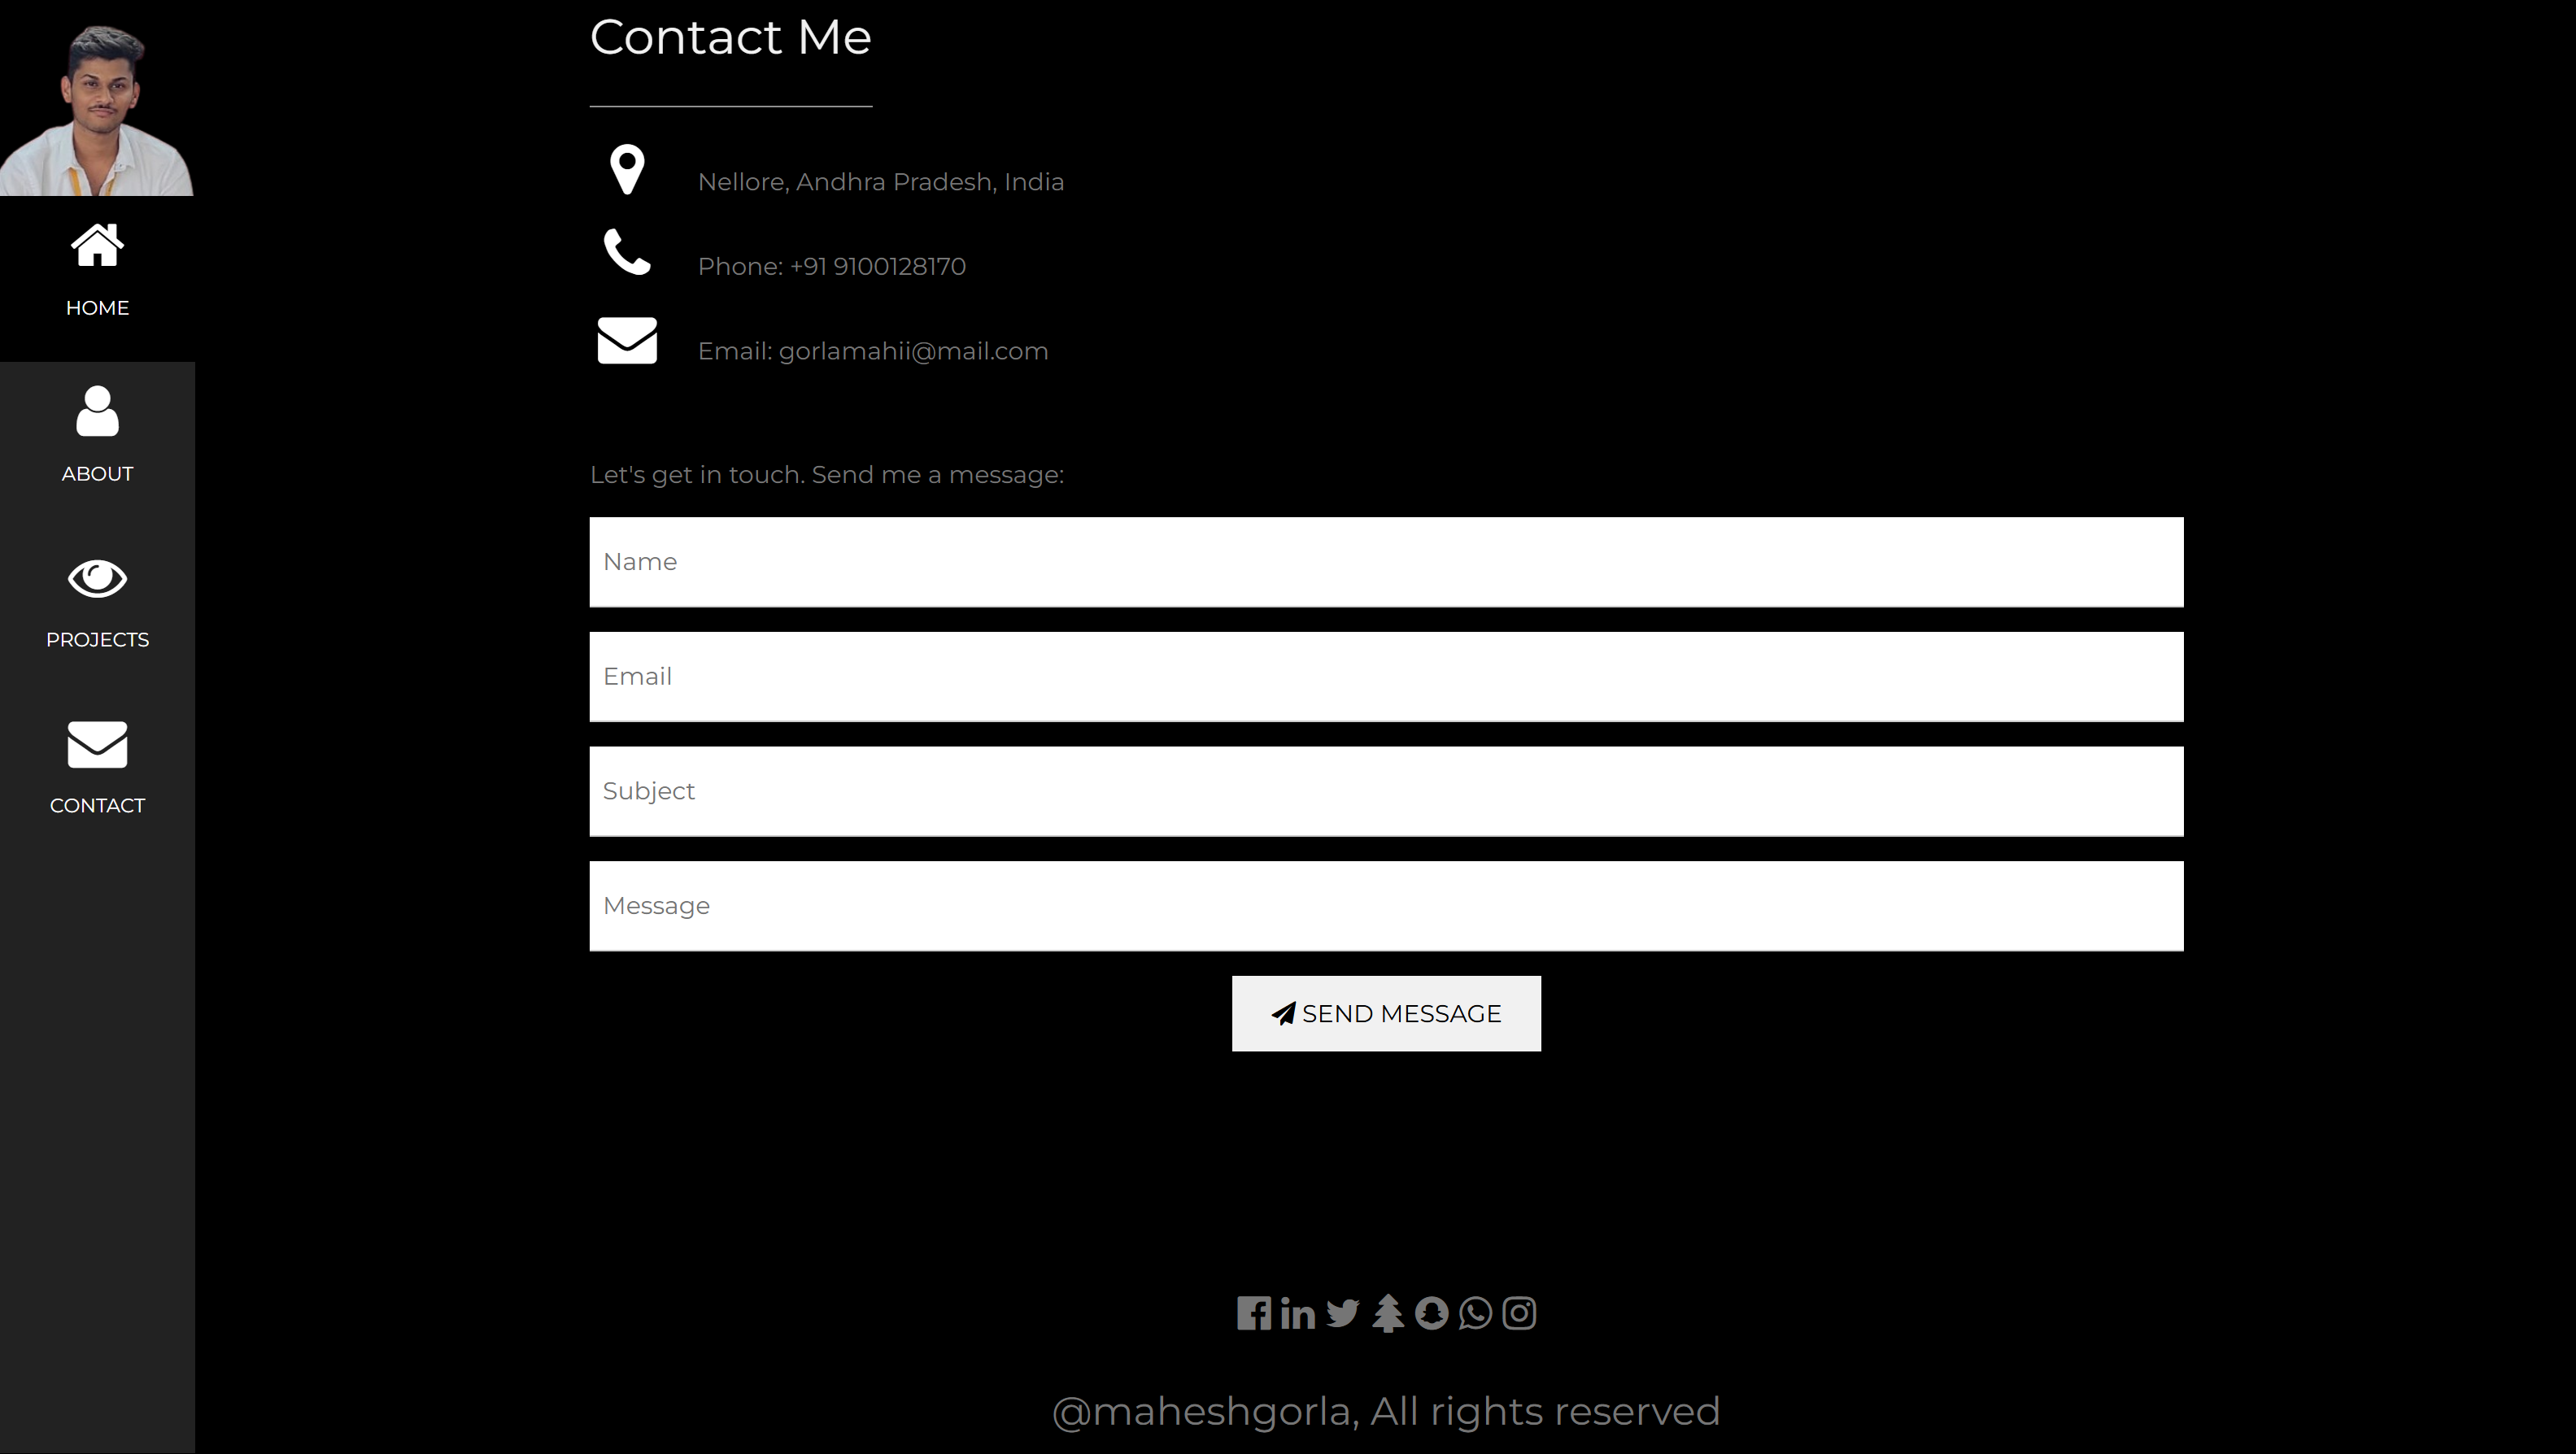 HOME
ABOUT
PROJECTS
CONTACT
Contact Me
Nellore, Andhra Pradesh, India
Phone: +91 9100128170
Email: gorlamahii@mail.com
Let's get in touch. Send me a message:
Name
Email
Subject
Message
SEND MESSAGE
@maheshgorla, All rights reserved